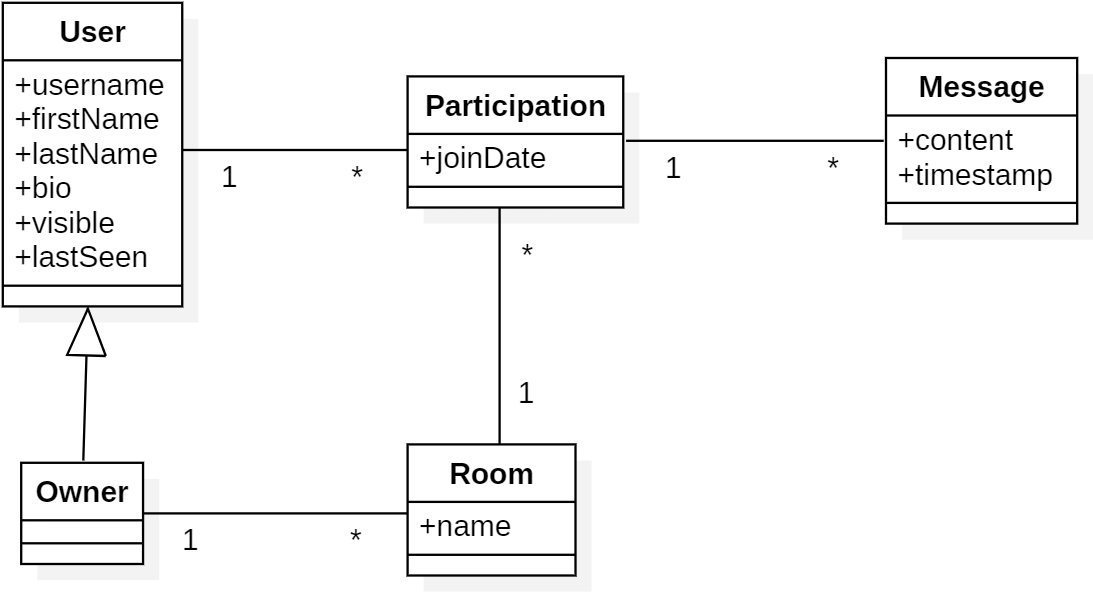 User
+username
+firstName
+lastName
+bio
+visible
+lastSeen
Participation
+joinDate
Message
+content
+timestamp
1
*
1
*
*
1
Owner
Room
+name
1
*